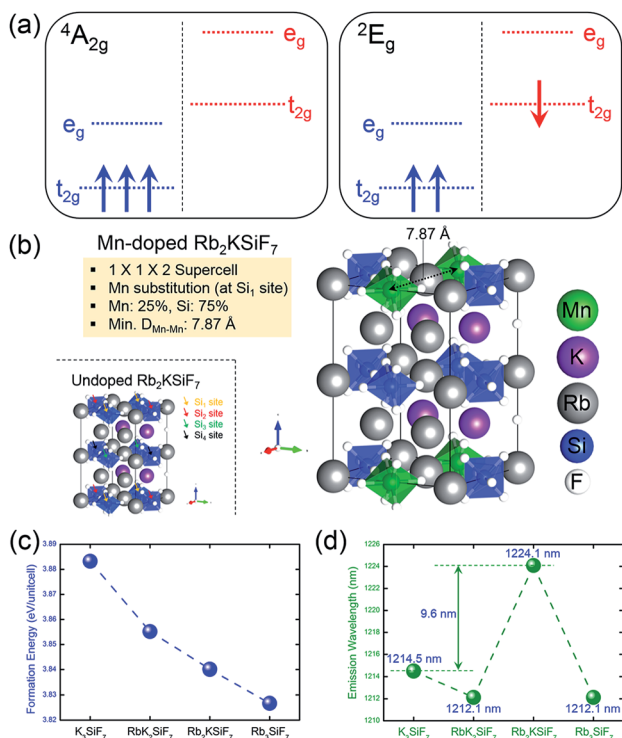 (a)
⁴A₂g
eg
t₂g
eg
t₂g
²Eg
eg
t₂g
eg
t₂g
(b)
Mn-doped Rb₂KSiF₇
▪ 1 X 1 X 2 Supercell
▪ Mn substitution (at Si₁ site)
▪ Mn: 25%, Si: 75%
▪ Min. D_Mn-Mn: 7.87 Å
Undoped Rb₂KSiF₇
Si₁ site
Si₂ site
Si₃ site
Si₄ site
7.87 Å
Mn
K
Rb
Si
F
(c)
Formation Energy (eV/unitcell)
3.89
3.88
3.87
3.86
3.85
3.84
3.83
3.82
K₃SiF₇
RbK₂SiF₇
Rb₂KSiF₇
Rb₃SiF₇
(d)
Emission Wavelength (nm)
1226
1224
1222
1220
1218
1216
1214
1212
1210
1224.1 nm
9.6 nm
1214.5 nm
1212.1 nm
1212.1 nm
K₃SiF₇
RbK₂SiF₇
Rb₂KSiF₇
Rb₃SiF₇